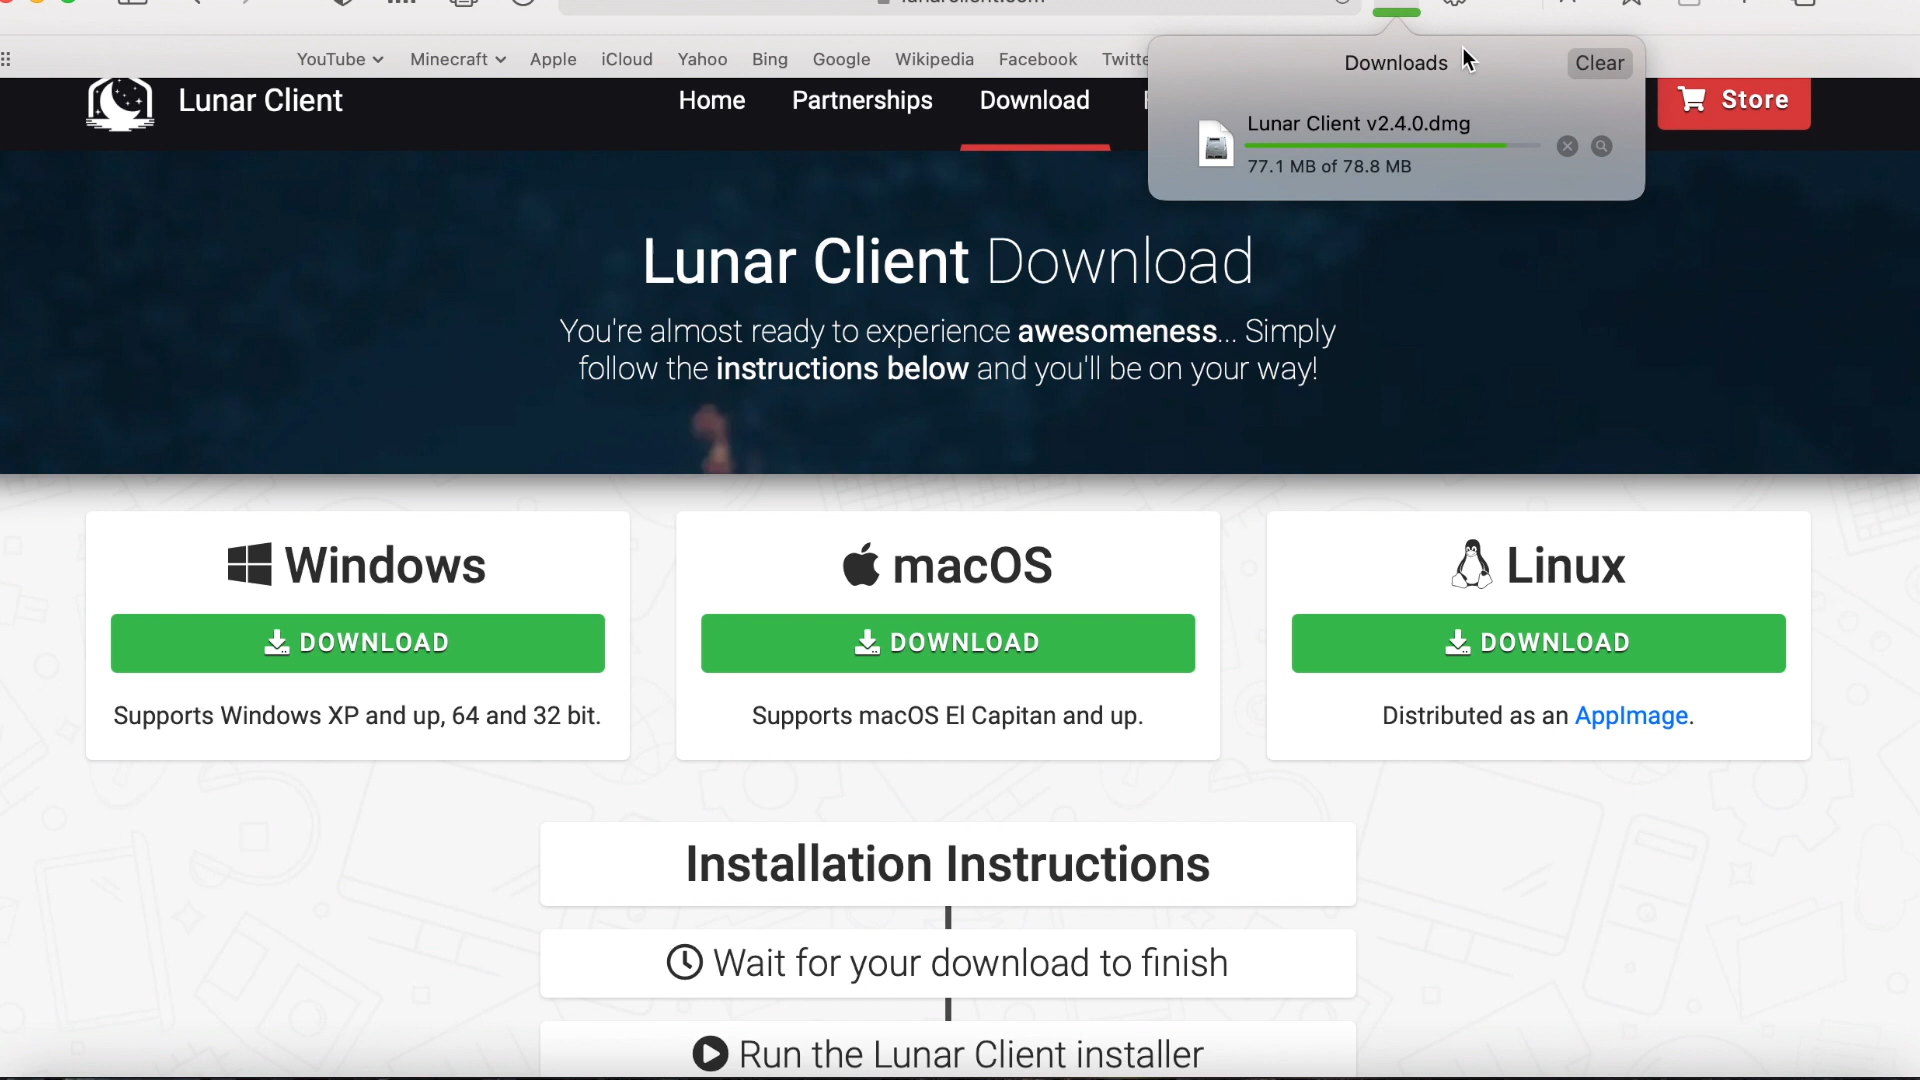 YouTube Minecraft Apple iCloud Yahoo Bing Google Wikipedia Facebook
Downloads Clear
Lunar Client v2.4.0.dmg
77.1 MB of 78.8 MB
Lunar Client Home Partnerships Download Store
Lunar Client Download
You're almost ready to experience awesomeness... Simply
follow the instructions below and you'll be on your way!
Windows
DOWNLOAD
Supports Windows XP and up, 64 and 32 bit.
macOS
DOWNLOAD
Supports macOS El Capitan and up.
Linux
DOWNLOAD
Distributed as an AppImage.
Installation Instructions
Wait for your download to finish
Run the Lunar Client installer